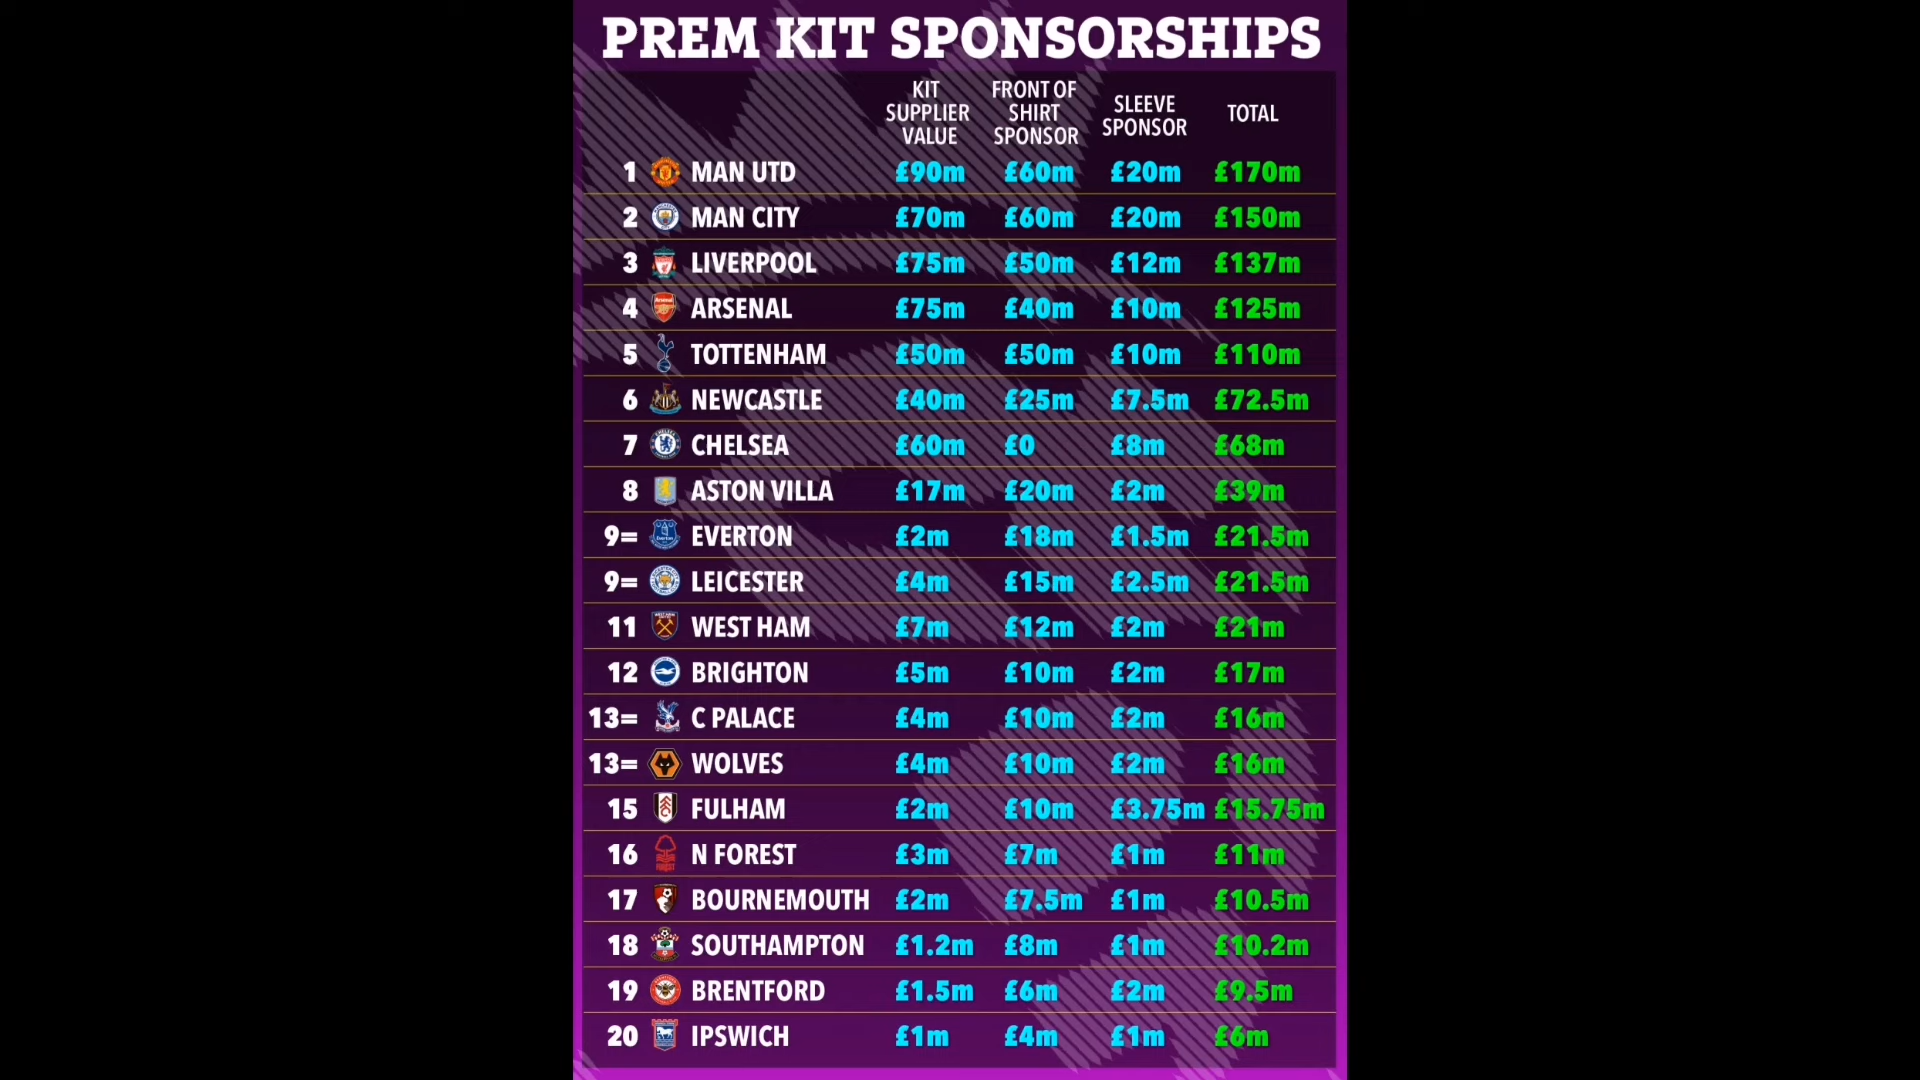 PREM KIT SPONSORSHIPS
KIT SUPPLIER VALUE FRONT OF SHIRT SPONSOR SLEEVE SPONSOR TOTAL
1 MAN UTD £90m £60m £20m £170m
2 MAN CITY £70m £60m £20m £150m
3 LIVERPOOL £75m £50m £12m £137m
4 ARSENAL £75m £40m £10m £125m
5 TOTTENHAM £50m £50m £10m £110m
6 NEWCASTLE £40m £25m £7.5m £72.5m
7 CHELSEA £60m £0 £8m £68m
8 ASTON VILLA £17m £20m £2m £39m
9= EVERTON £2m £18m £1.5m £21.5m
9= LEICESTER £4m £15m £2.5m £21.5m
11 WEST HAM £7m £12m £2m £21m
12 BRIGHTON £5m £10m £2m £17m
13= C PALACE £4m £10m £2m £16m
13= WOLVES £4m £10m £2m £16m
15 FULHAM £2m £10m £3.75m £15.75m
16 N FOREST £3m £7m £1m £11m
17 BOURNEMOUTH £2m £7.5m £1m £10.5m
18 SOUTHAMPTON £1.2m £8m £1m £10.2m
19 BRENTFORD £1.5m £6m £2m £9.5m
20 IPSWICH £1m £4m £1m £6m